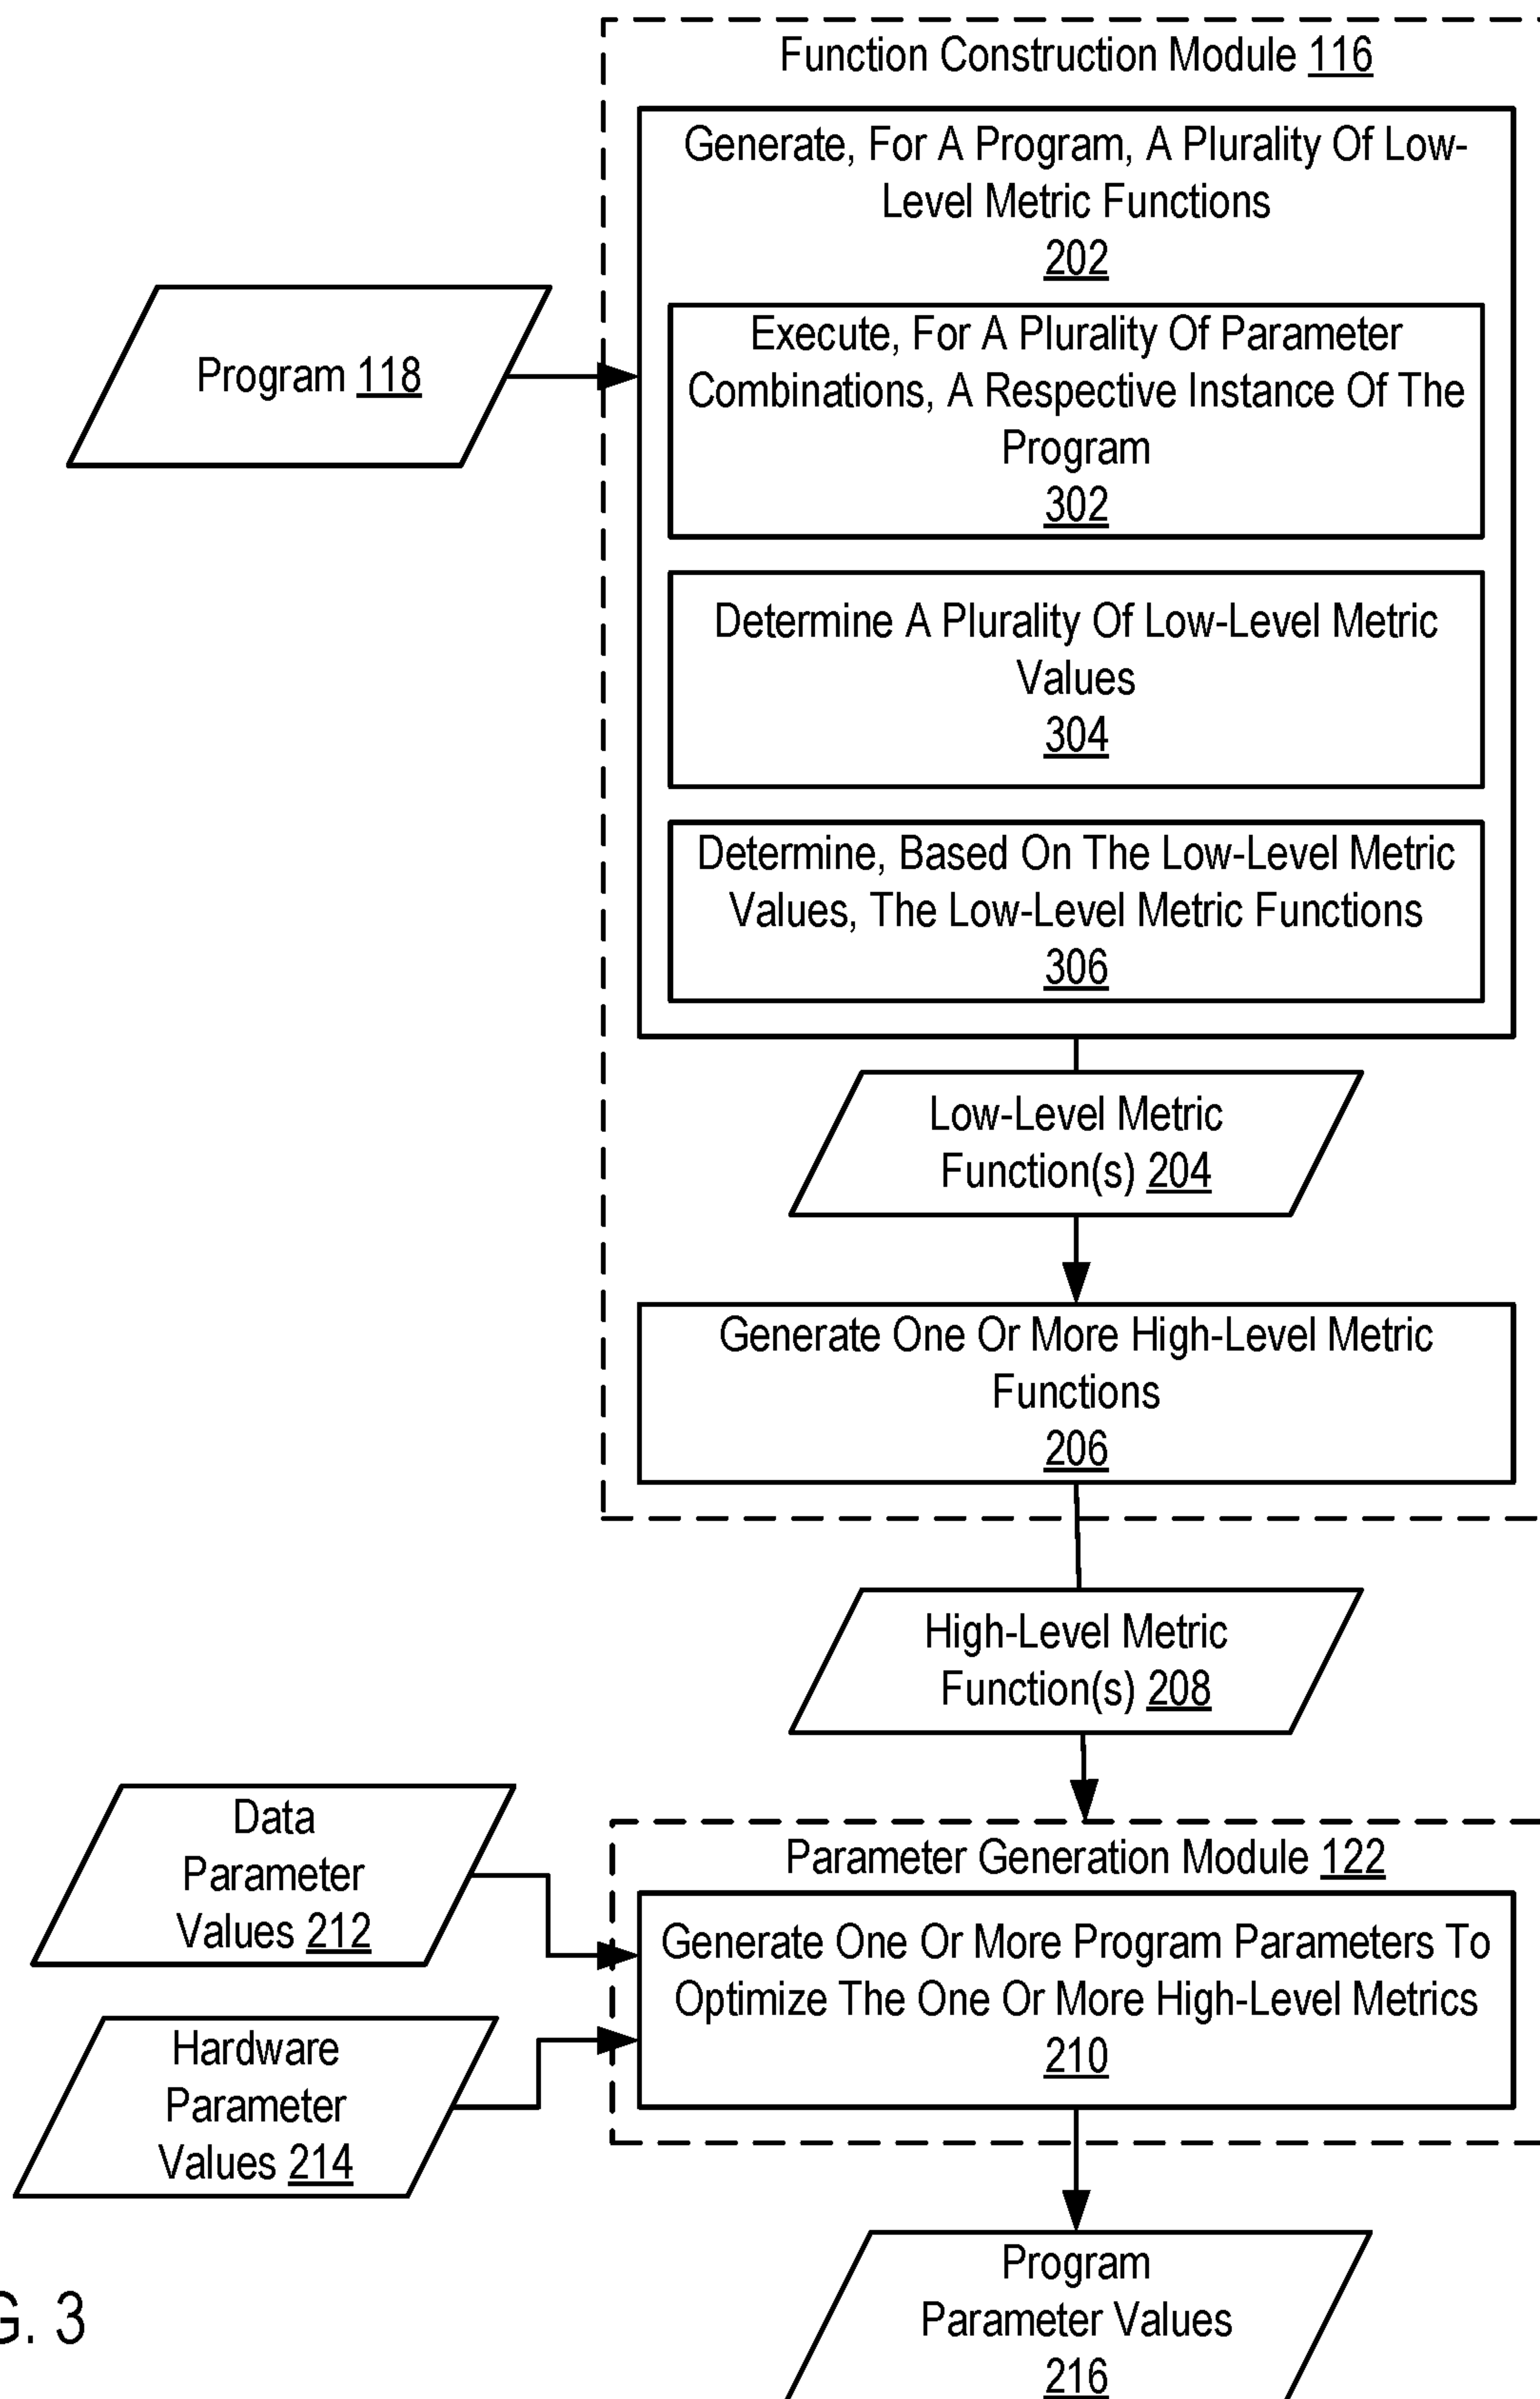 Function Construction Module 116
Generate, For A Program, A Plurality Of Low-
Level Metric Functions
202
Program 118
Execute, For A Plurality Of Parameter
Combinations, A Respective Instance Of The
Program
302
Determine A Plurality Of Low-Level Metric
Values
304
Determine, Based On The Low-Level Metric
Values, The Low-Level Metric Functions
306
Low-Level Metric
Function(s) 204
Generate One Or More High-Level Metric
Functions
206
High-Level Metric
Function(s) 208
Data
Parameter
Values 212
Hardware
Parameter
Values 214
Parameter Generation Module 122
Generate One Or More Program Parameters To
Optimize The One Or More High-Level Metrics
210
Program
Parameter Values
216
G. 3